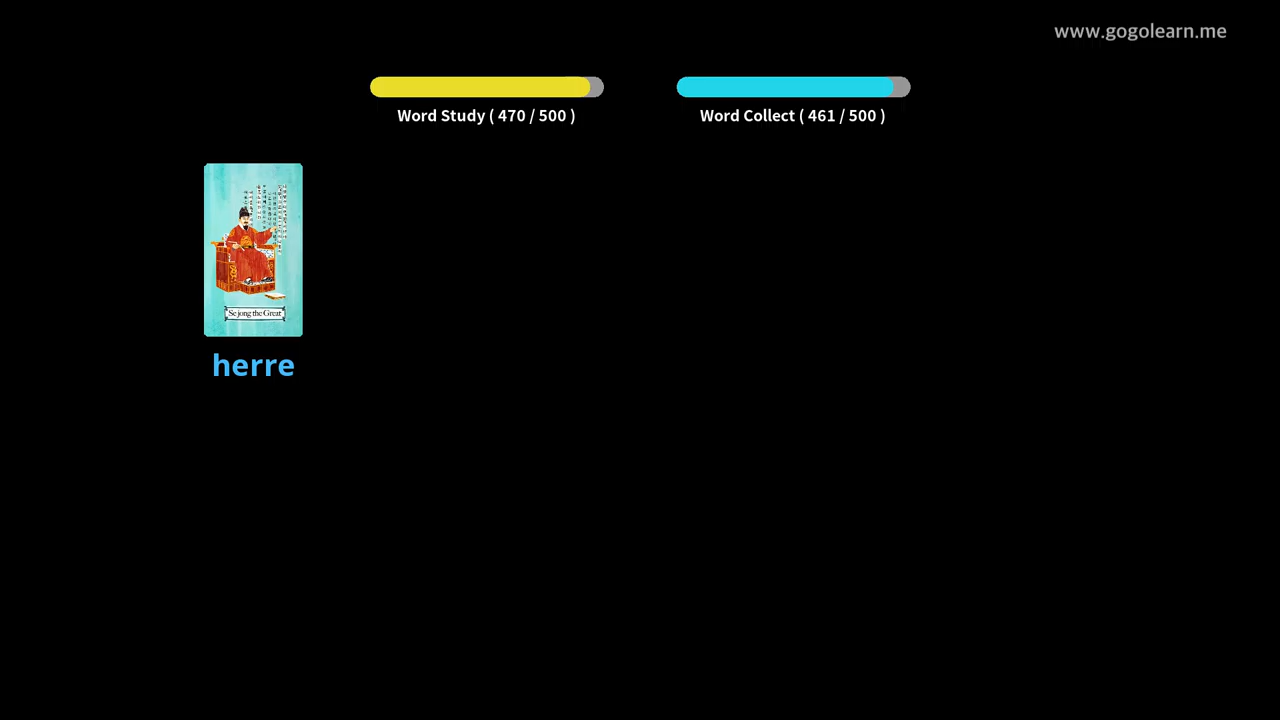 www.gogolearn.me
Word Study ( 470 / 500 )
Word Collect ( 461 / 500 )
Sejong the Great
herre